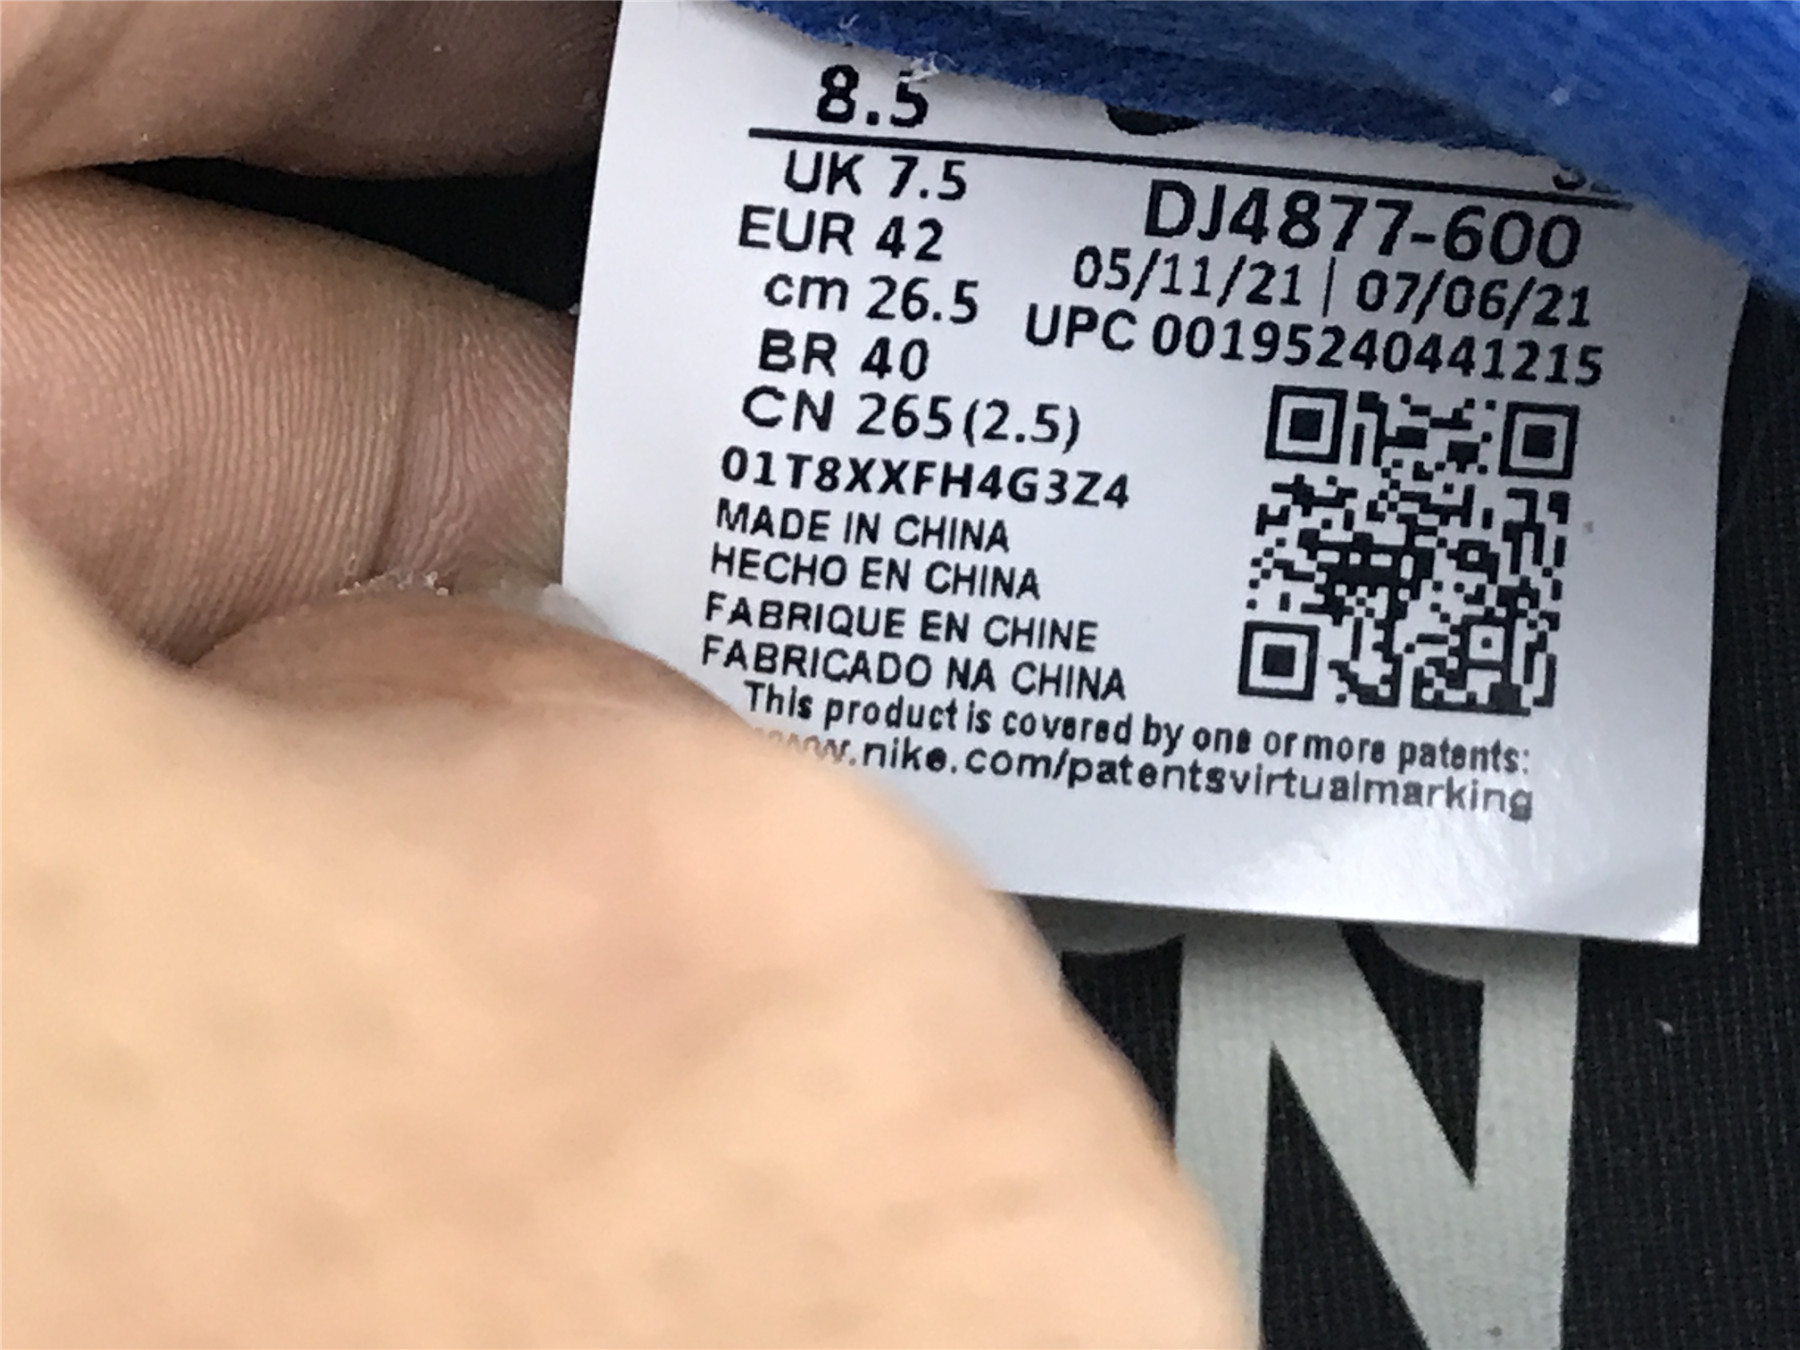 8.5
UK 7.5
EUR 42
cm 26.5
BR 40
CN 265(2.5)
DJ4877-600
05/11/21 | 07/06/21
UPC 00195240441215
01T8XXFH4G3Z4
MADE IN CHINA
HECHO EN CHINA
FABRIQUE EN CHINE
FABRICADO NA CHINA
This product is covered by one or more patents:
www.nike.com/patentsvirtualmarking
N